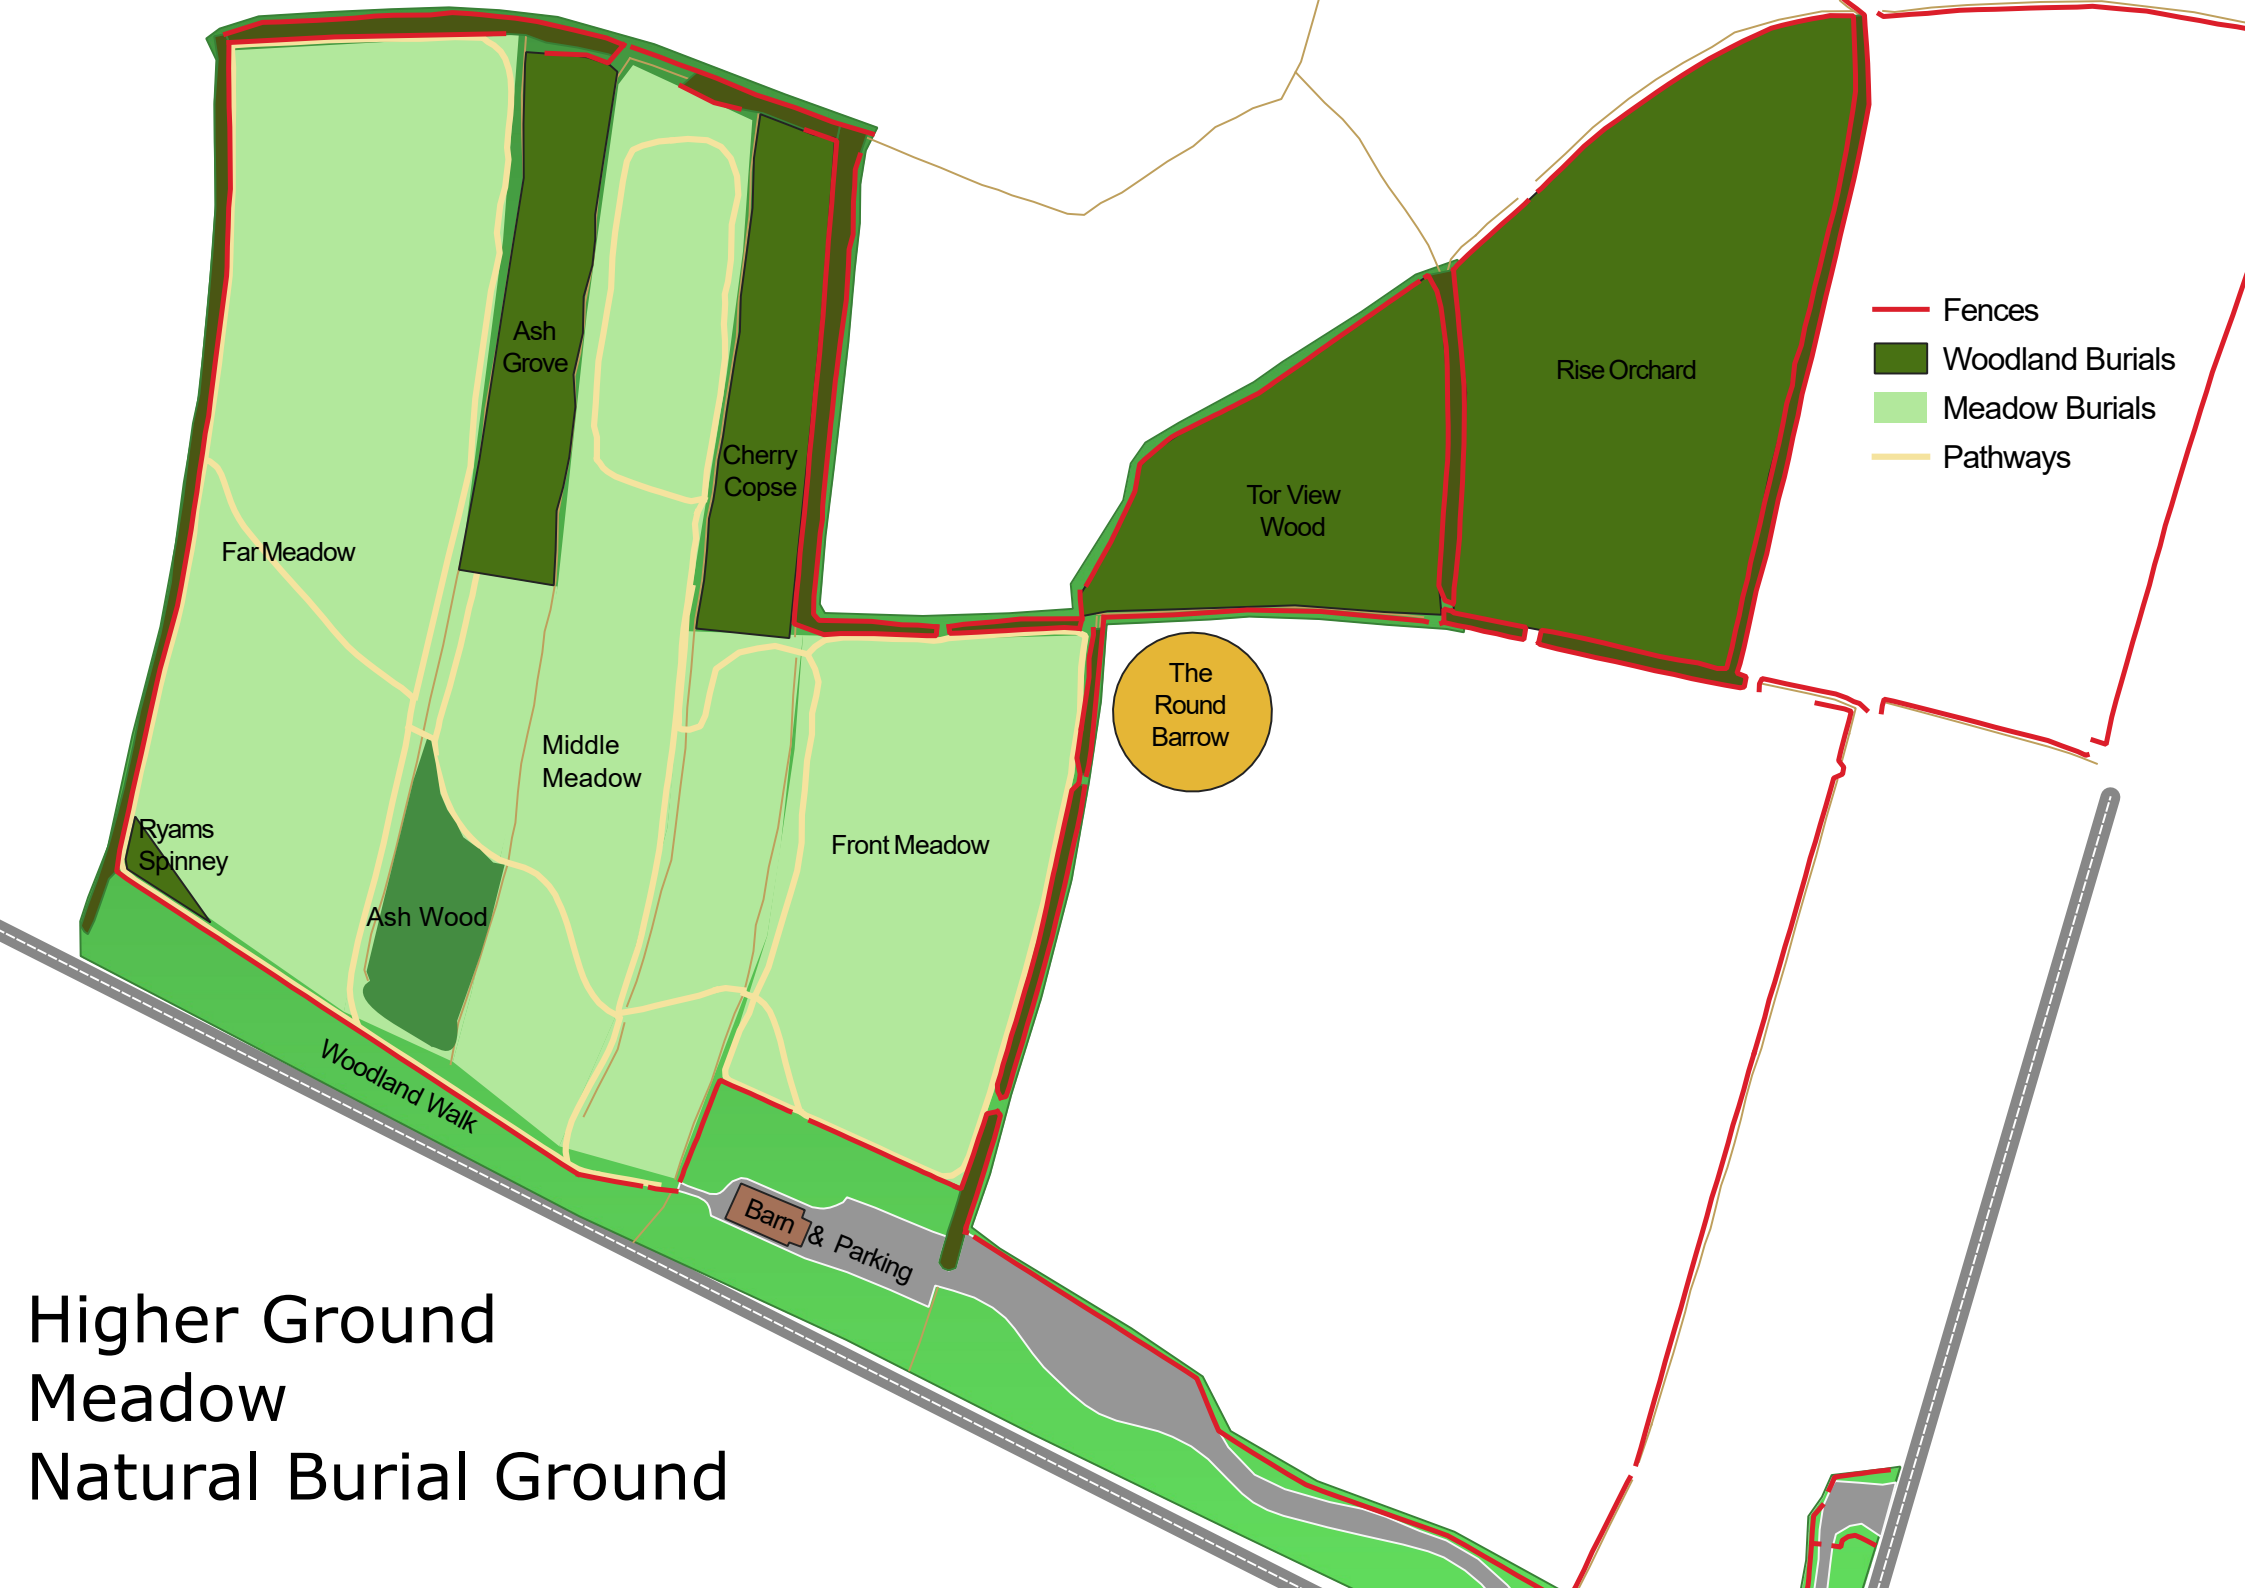 Ash
Grove
Cherry
Copse
Far Meadow
Tor View
Wood
Rise Orchard
Fences
Woodland Burials
Meadow Burials
Pathways
The
Round
Barrow
Middle
Meadow
Front Meadow
Ryams
Spinney
Ash Wood
Woodland Walk
Barn & Parking
Higher Ground
Meadow
Natural Burial Ground